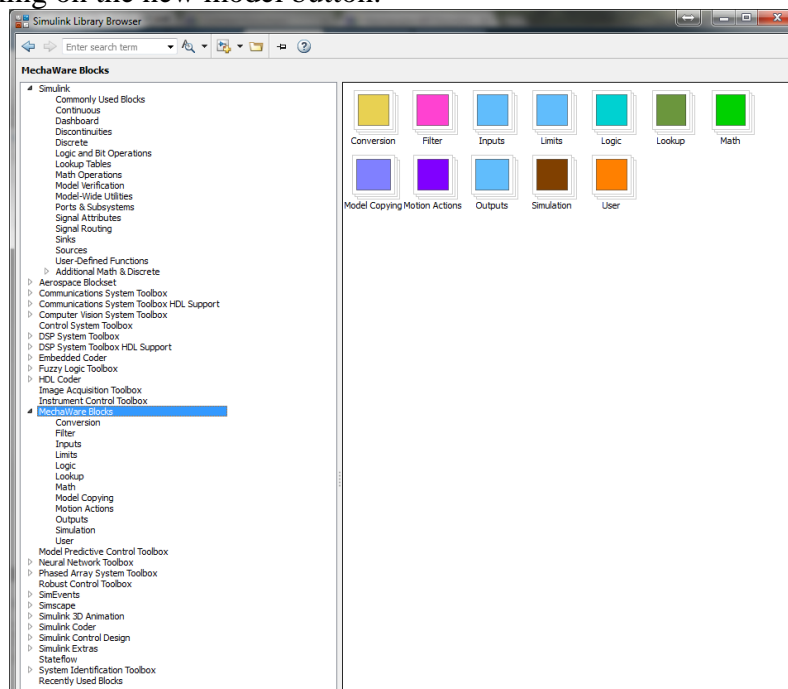 ing on the new model button.
Simulink Library Browser
Enter search term
MechaWare Blocks
Simulink
Commonly Used Blocks
Continuous
Dashboard
Discontinuities
Discrete
Logic and Bit Operations
Lookup Tables
Math Operations
Model Verification
Model-Wide Utilities
Ports & Subsystems
Signal Attributes
Signal Routing
Sinks
Sources
User-Defined Functions
Additional Math & Discrete
Aerospace Blockset
Communications System Toolbox
Communications System Toolbox HDL Support
Computer Vision System Toolbox
Control System Toolbox
DSP System Toolbox
DSP System Toolbox HDL Support
Embedded Coder
Fuzzy Logic Toolbox
HDL Coder
Image Acquisition Toolbox
Instrument Control Toolbox
MechaWare Blocks
Conversion
Filter
Inputs
Limits
Logic
Lookup
Math
Model Copying
Motion Actions
Outputs
Simulation
User
Model Predictive Control Toolbox
Neural Network Toolbox
Phased Array System Toolbox
Robust Control Toolbox
SimEvents
Simscape
Simulink 3D Animation
Simulink Coder
Simulink Control Design
Simulink Extras
Stateflow
System Identification Toolbox
Recently Used Blocks
Conversion Filter Inputs Limits Logic Lookup Math
Model Copying Motion Actions Outputs Simulation User